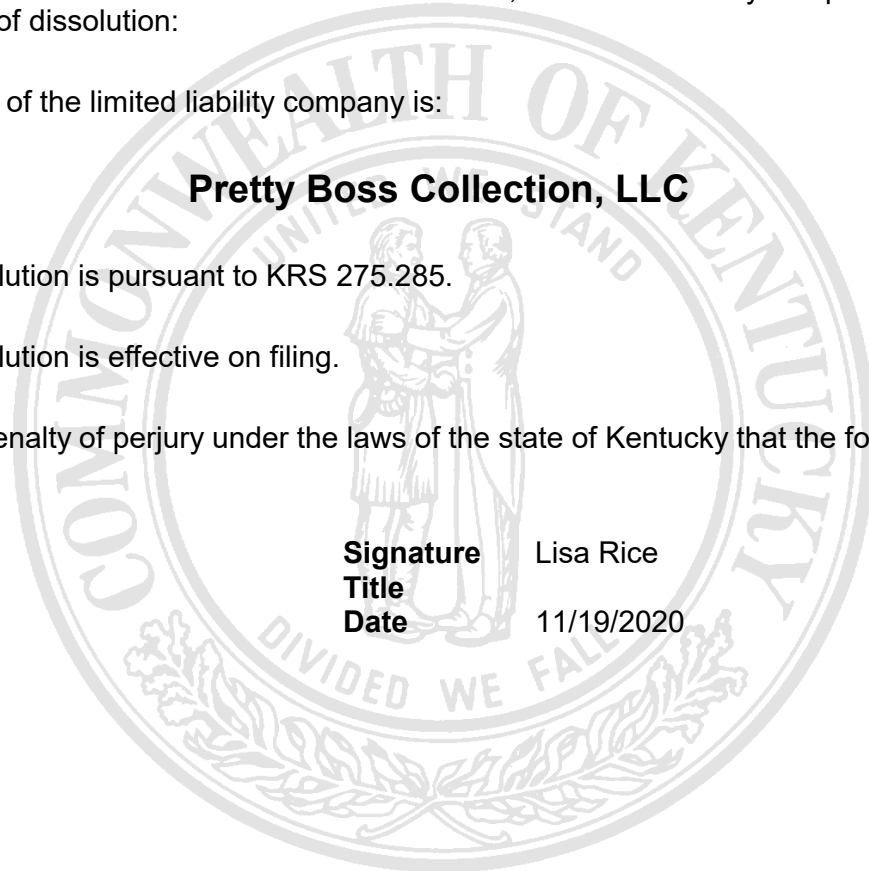 of dissolution:
of the limited liability company is:
Pretty Boss Collection, LLC
lution is pursuant to KRS 275.285.
lution is effective on filing.
enalty of perjury under the laws of the state of Kentucky that the fo
Signature Lisa Rice
Title
Date 11/19/2020
COMMONWEALTH OF KENTUCKY
UNITED WE STAND
DIVIDED WE FALL